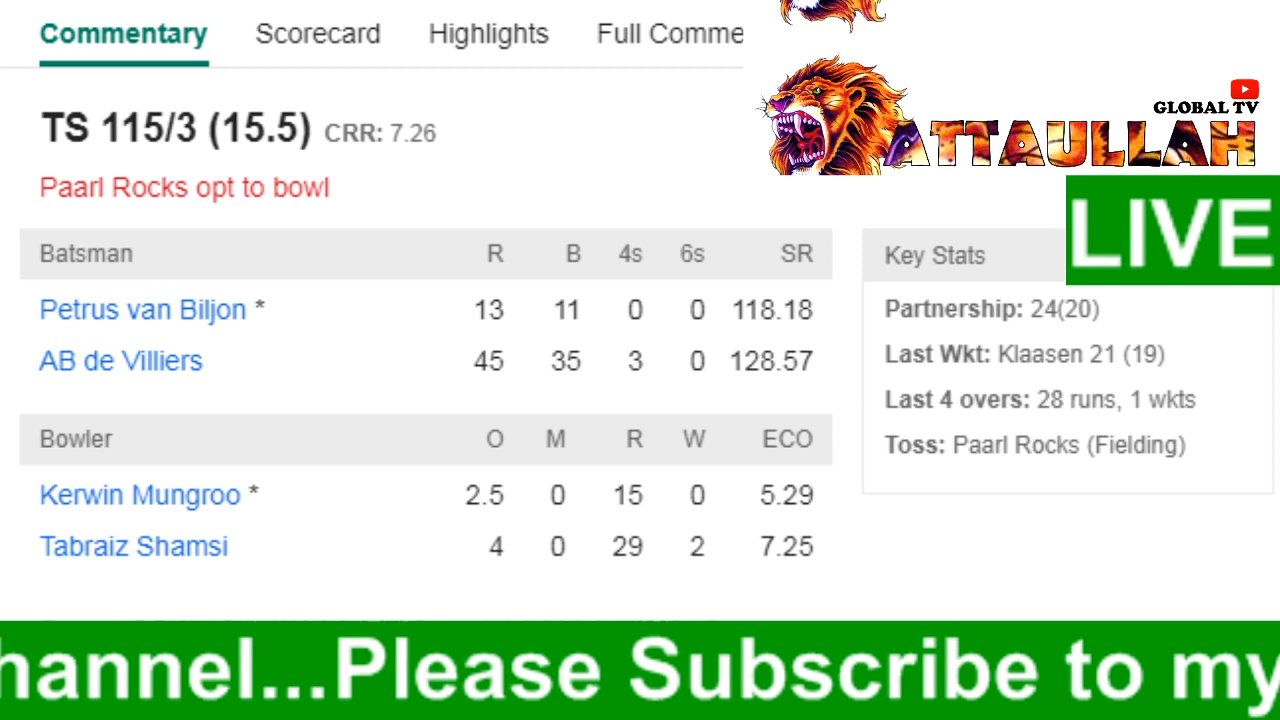 Commentary Scorecard Highlights Full Comme
GLOBAL TV
ATTAULLAH
TS 115/3 (15.5) CRR: 7.26
Paarl Rocks opt to bowl
LIVE
Batsman R B 4s 6s SR
Petrus van Biljon * 13 11 0 0 118.18
AB de Villiers 45 35 3 0 128.57
Bowler O M R W ECO
Kerwin Mungroo * 2.5 0 15 0 5.29
Tabraiz Shamsi 4 0 29 2 7.25
Key Stats
Partnership: 24(20)
Last Wkt: Klaasen 21 (19)
Last 4 overs: 28 runs, 1 wkts
Toss: Paarl Rocks (Fielding)
hannel...Please Subscribe to my